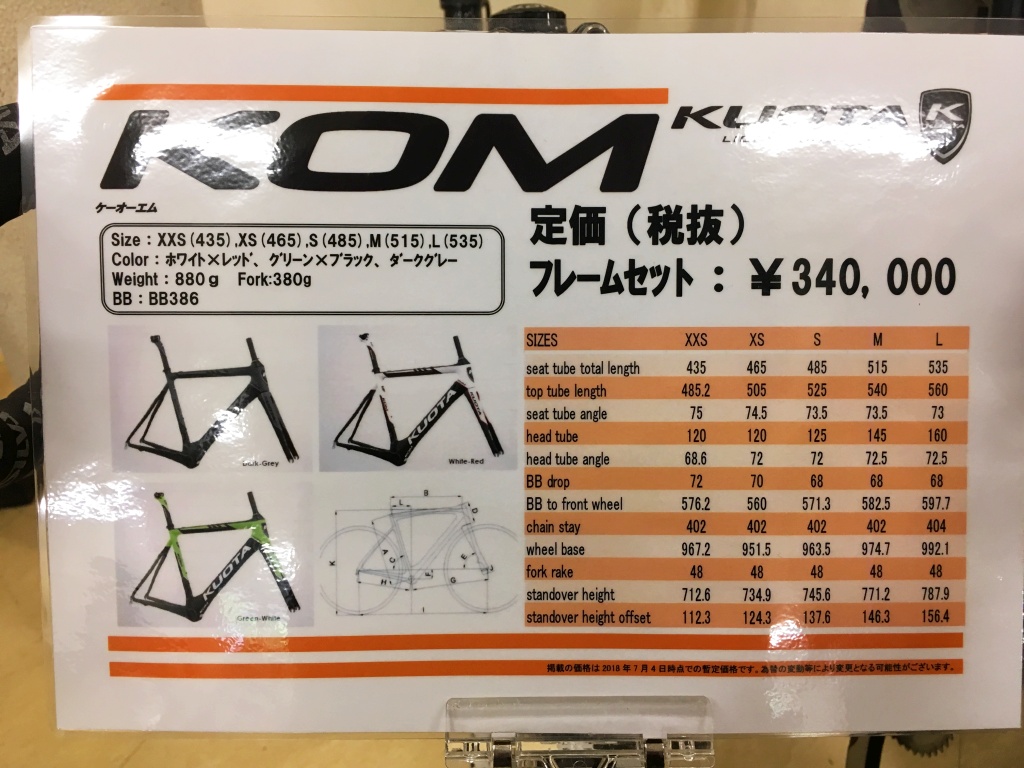 KOM
KUOTA
K
ケーオーエム
Size：XXS(435),XS(465),S(485),M(515),L(535)
Color：ホワイト×レッド、グリーン×ブラック、ダークグレー
Weight：880ｇ Fork:380g
BB：BB386
定価（税抜）
フレームセット：￥340,000
SIZES XXS XS S M L
seat tube total length 435 465 485 515 535
top tube length 485.2 505 525 540 560
seat tube angle 75 74.5 73.5 73.5 73
head tube 120 120 125 145 160
head tube angle 68.6 72 72 72.5 72.5
BB drop 72 70 68 68 68
BB to front wheel 576.2 560 571.3 582.5 597.7
chain stay 402 402 402 402 404
wheel base 967.2 951.5 963.5 974.7 992.1
fork rake 48 48 48 48 48
standover height 712.6 734.9 745.6 771.2 787.9
standover height offset 112.3 124.3 137.6 146.3 156.4
Dark-Grey
KUOTA
White-Red
KUOTA
Green-White
B
L
D
A
C
K
E
H
F
G
I
掲載の価格は2018年7月4日時点での暫定価格です。為替の変動等により変更となる可能性がございます。